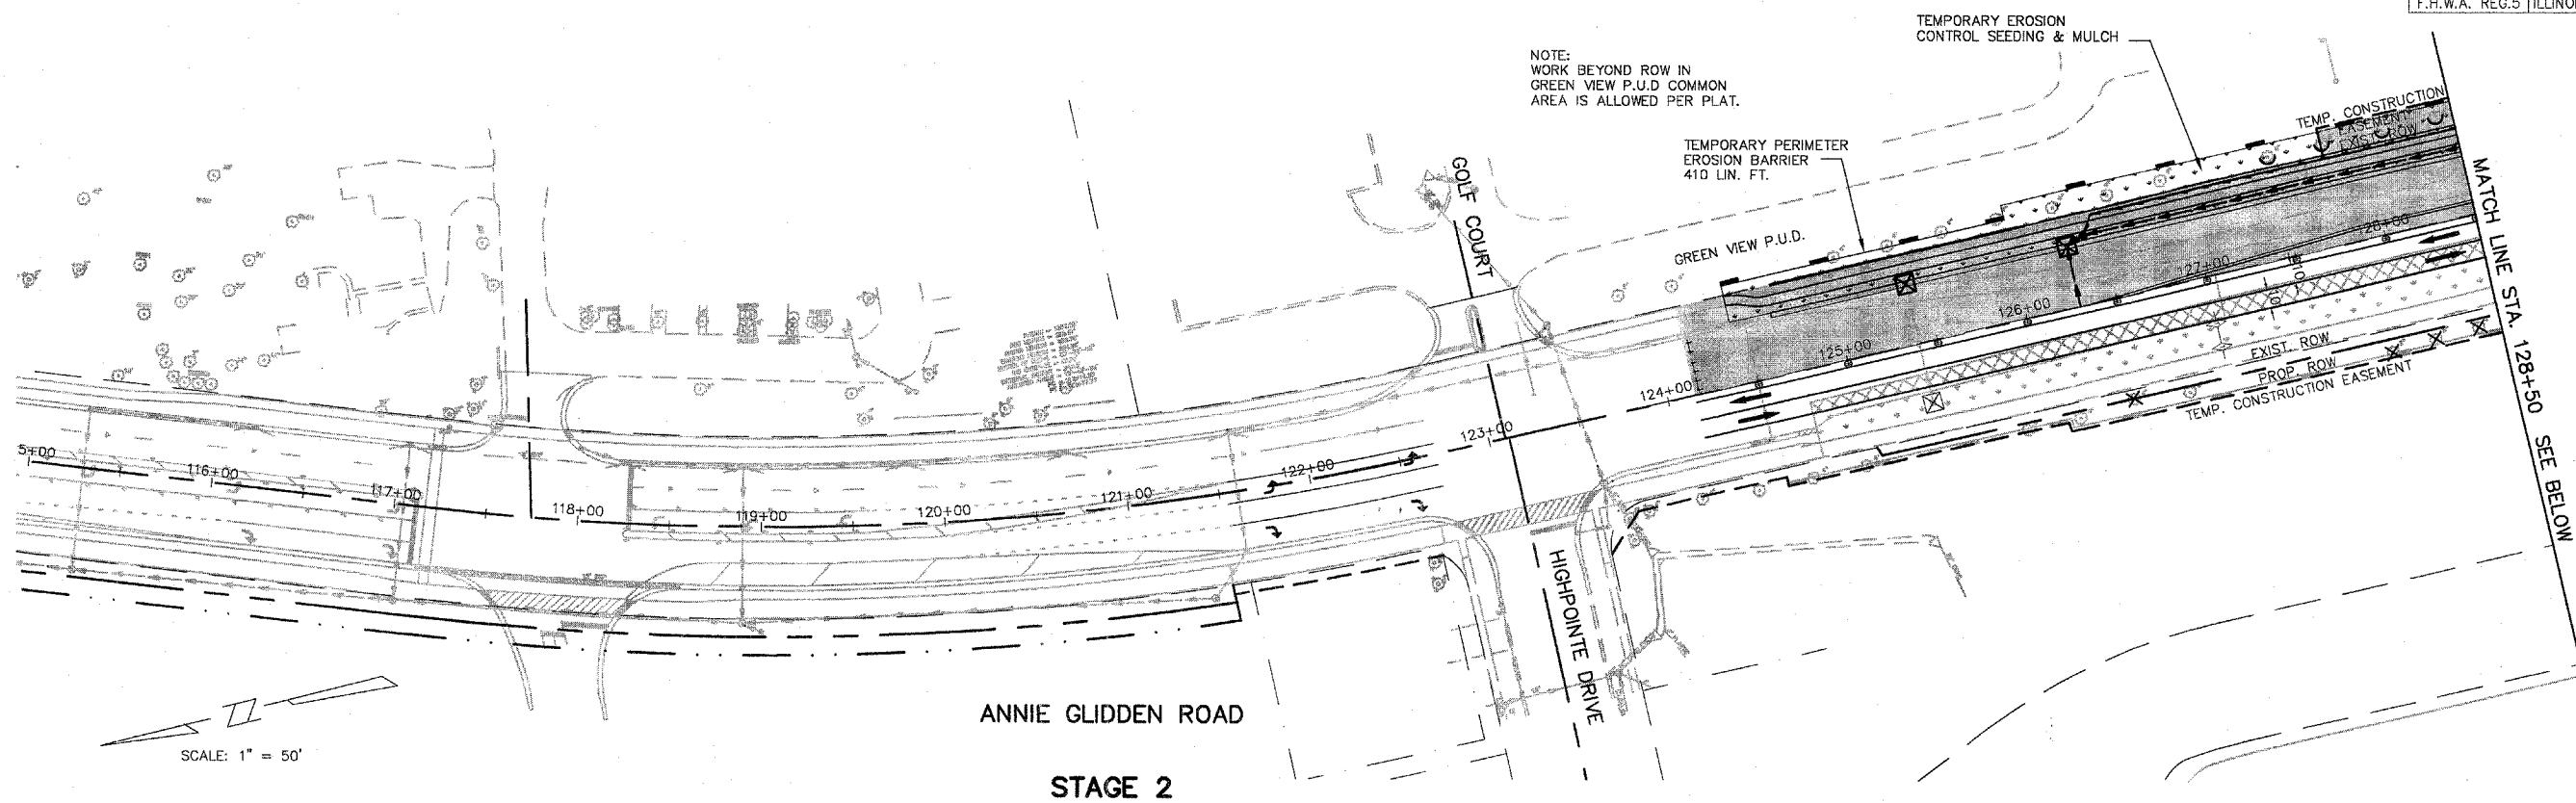 F.H.W.A. REG.5
TEMPORARY EROSION
CONTROL SEEDING & MULCH
NOTE:
WORK BEYOND ROW IN
GREEN VIEW P.U.D COMMON
AREA IS ALLOWED PER PLAT.
TEMPORARY PERIMETER
EROSION BARRIER
410 LIN. FT.
TEMP. CONSTRUCTION
EASEMENT
EXIST. ROW
GOLF COURT
GREEN VIEW P.U.D.
MATCH LINE STA. 128+50 SEE BELOW
5+00
116+00
117+00
118+00
119+00
120+00
121+00
122+00
123+00
124+00
125+00
126+00
127+00
128+00
10'
10'
EXIST. ROW
PROP. ROW
TEMP. CONSTRUCTION EASEMENT
HIGHPOINTE DRIVE
SCALE: 1" = 50'
ANNIE GLIDDEN ROAD
STAGE 2